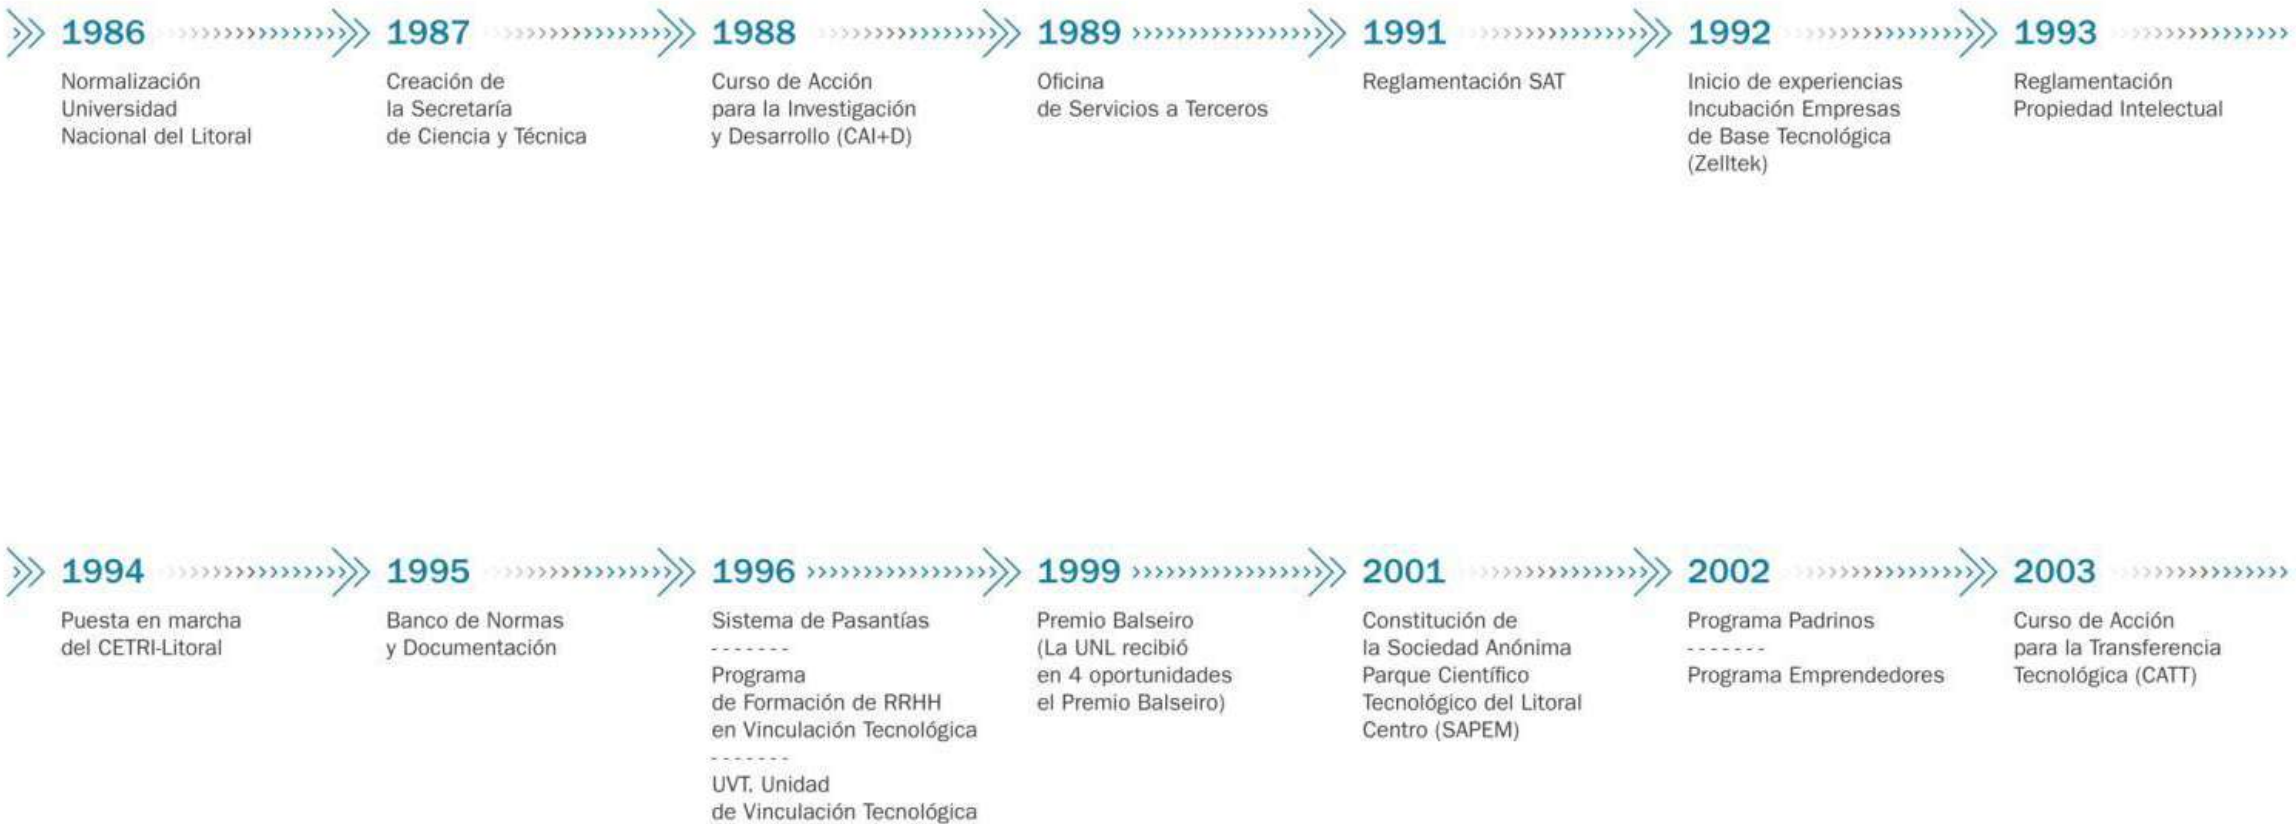 1986
Normalización
Universidad
Nacional del Litoral
1987
Creación de
la Secretaría
de Ciencia y Técnica
1988
Curso de Acción
para la Investigación
y Desarrollo (CAI+D)
1989
Oficina
de Servicios a Terceros
1991
Reglamentación SAT
1992
Inicio de experiencias
Incubación Empresas
de Base Tecnológica
(Zelltek)
1993
Reglamentación
Propiedad Intelectual
1994
Puesta en marcha
del CETRI-Litoral
1995
Banco de Normas
y Documentación
1996
Sistema de Pasantías
- - - - - - -
Programa
de Formación de RRHH
en Vinculación Tecnológica
- - - - - - -
UVT. Unidad
de Vinculación Tecnológica
1999
Premio Balseiro
(La UNL recibió
en 4 oportunidades
el Premio Balseiro)
2001
Constitución de
la Sociedad Anónima
Parque Científico
Tecnológico del Litoral
Centro (SAPEM)
2002
Programa Padrinos
- - - - - - -
Programa Emprendedores
2003
Curso de Acción
para la Transferencia
Tecnológica (CATT)